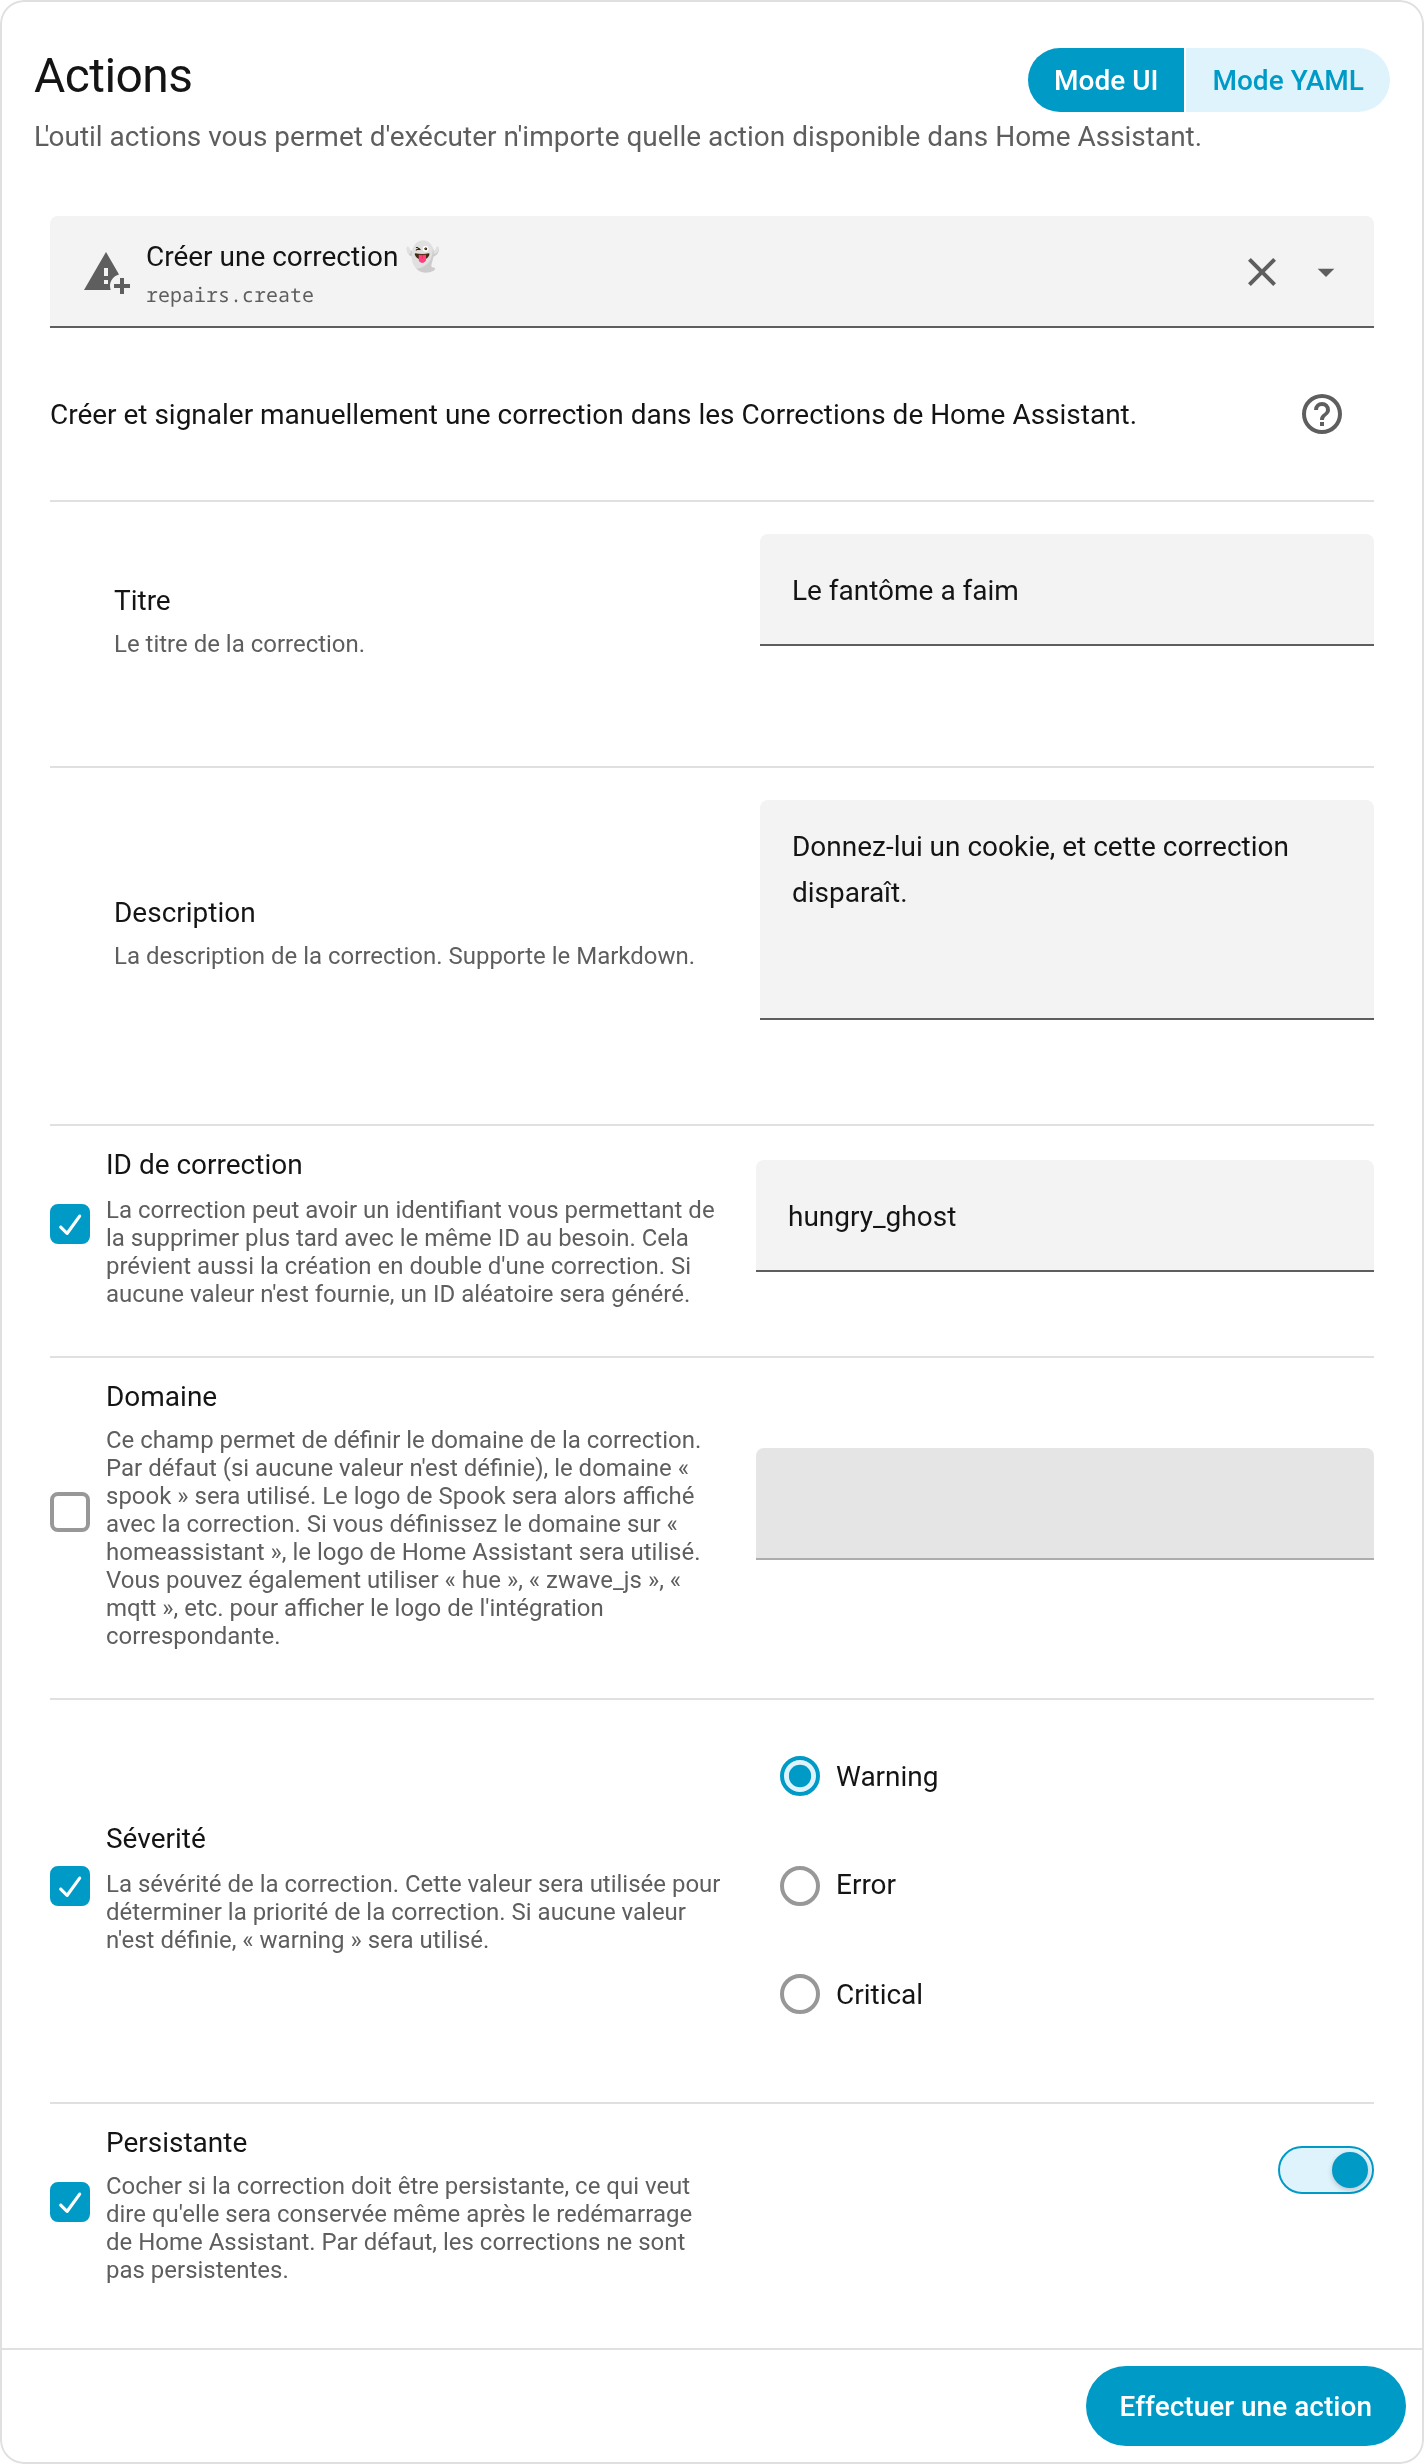 Actions
Mode UI
Mode YAML
L'outil actions vous permet d'exécuter n'importe quelle action disponible dans Home Assistant.
Créer une correction 👻
repairs.create
Créer et signaler manuellement une correction dans les Corrections de Home Assistant.
Titre
Le titre de la correction.
Le fantôme a faim
Description
La description de la correction. Supporte le Markdown.
Donnez-lui un cookie, et cette correction
disparaît.
ID de correction
La correction peut avoir un identifiant vous permettant de
la supprimer plus tard avec le même ID au besoin. Cela
prévient aussi la création en double d'une correction. Si
aucune valeur n'est fournie, un ID aléatoire sera généré.
hungry_ghost
Domaine
Ce champ permet de définir le domaine de la correction.
Par défaut (si aucune valeur n'est définie), le domaine «
spook » sera utilisé. Le logo de Spook sera alors affiché
avec la correction. Si vous définissez le domaine sur «
homeassistant », le logo de Home Assistant sera utilisé.
Vous pouvez également utiliser « hue », « zwave_js », «
mqtt », etc. pour afficher le logo de l'intégration
correspondante.
Séverité
La sévérité de la correction. Cette valeur sera utilisée pour
déterminer la priorité de la correction. Si aucune valeur
n'est définie, « warning » sera utilisé.
Warning
Error
Critical
Persistante
Cocher si la correction doit être persistante, ce qui veut
dire qu'elle sera conservée même après le redémarrage
de Home Assistant. Par défaut, les corrections ne sont
pas persistentes.
Effectuer une action